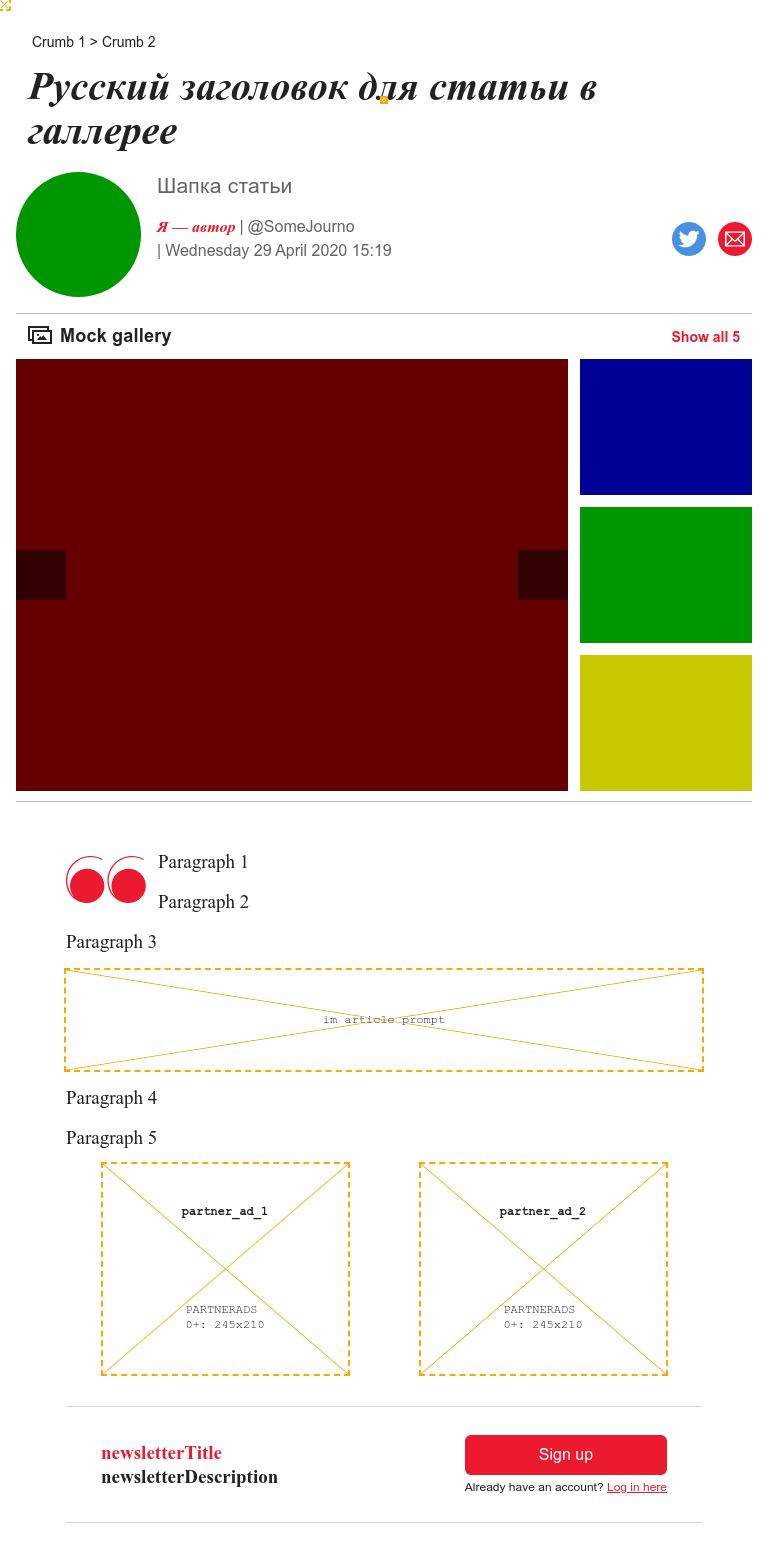 Crumb 1 > Crumb 2
Русский заголовок для статьи в
галлерее
Шапка статьи
Я — автор | @SomeJourno
| Wednesday 29 April 2020 15:19
Mock gallery
Show all 5
Paragraph 1
Paragraph 2
Paragraph 3
im article prompt
Paragraph 4
Paragraph 5
partner_ad_1
PARTNERADS
0+: 245x210
partner_ad_2
PARTNERADS
0+: 245x210
newsletterTitle
newsletterDescription
Sign up
Already have an account? Log in here